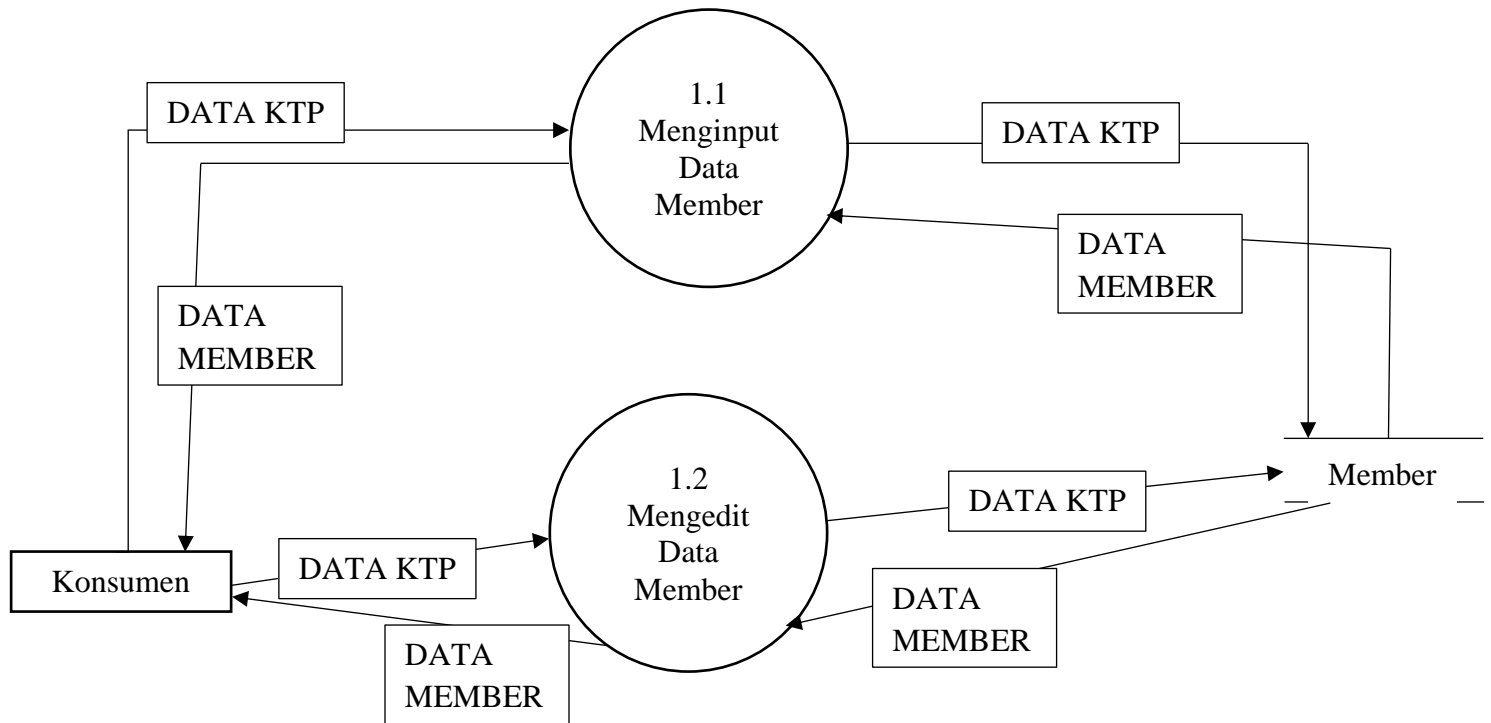 DATA KTP
1.1
Menginput
Data
Member
DATA KTP
DATA
MEMBER
DATA
MEMBER
1.2
Mengedit
Data
Member
DATA KTP
Member
Konsumen
DATA KTP
DATA
MEMBER
DATA
MEMBER